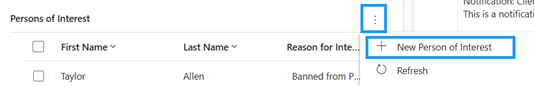 Notification: Clie
Persons of Interest
This is a notificati
New Person of Interest
First Name Last Name Reason for Inte...
Refresh
Taylor Allen Banned from P...